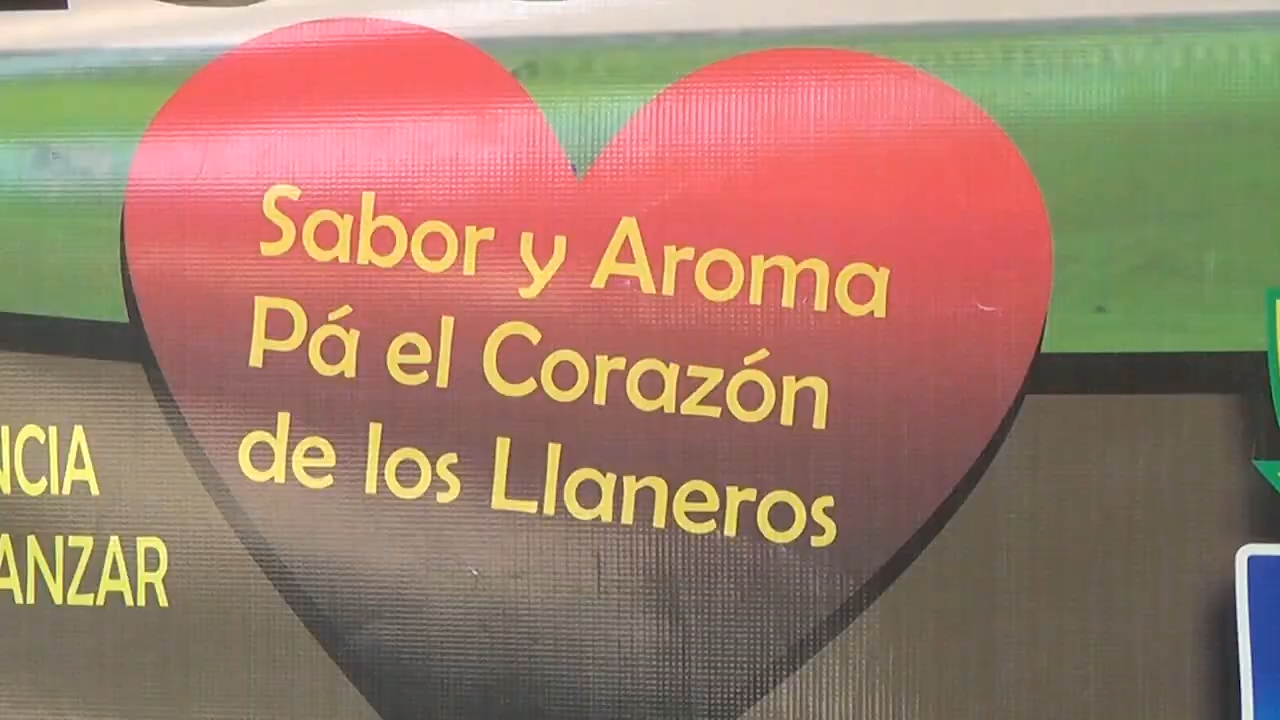 Sabor y Aroma
Pá el Corazón
de los Llaneros
NCIA
ANZAR